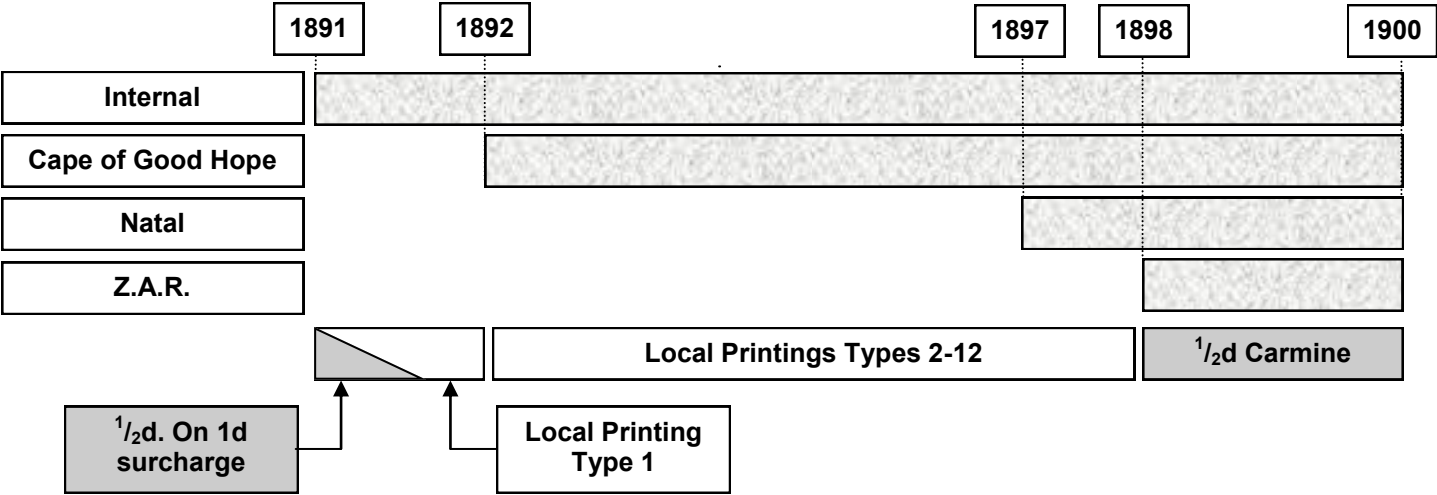 1891 1892 1897 1898 1900
Internal
Cape of Good Hope
Natal
Z.A.R.
Local Printings Types 2-12
1/2d Carmine
1/2d. On 1d
surcharge
Local Printing
Type 1